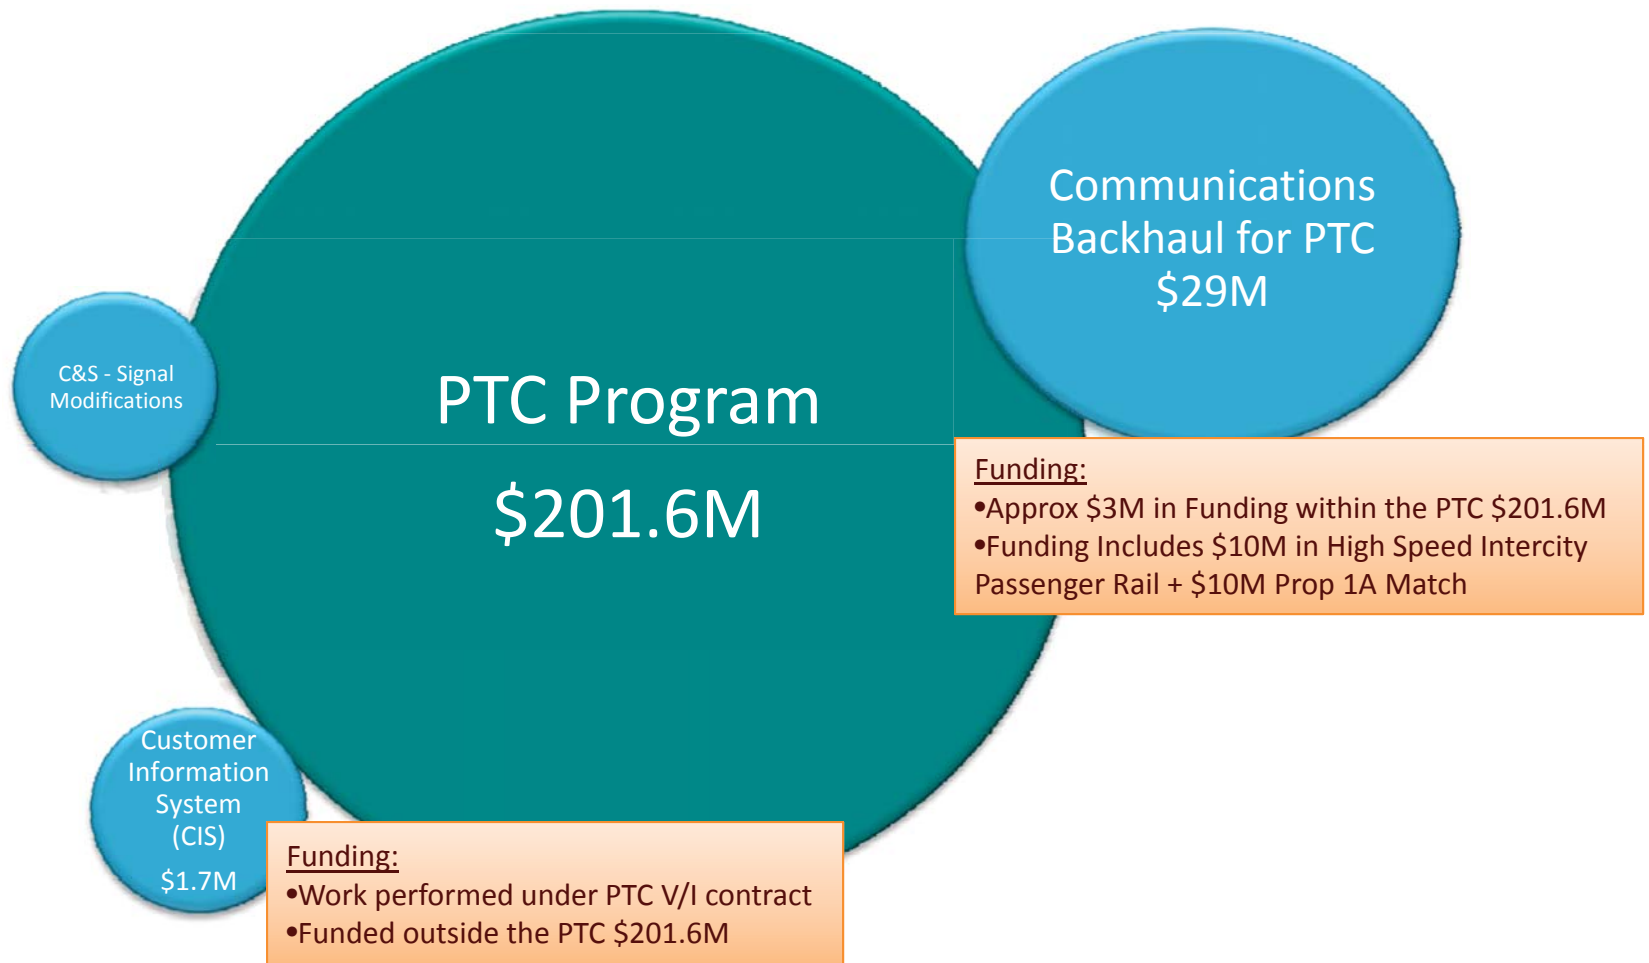 Communications
Backhaul for PTC
$29M
C&S - Signal
Modifications
PTC Program
$201.6M
Funding:
•Approx $3M in Funding within the PTC $201.6M
•Funding Includes $10M in High Speed Intercity
Passenger Rail + $10M Prop 1A Match
Customer
Information
System
(CIS)
$1.7M
Funding:
•Work performed under PTC V/I contract
•Funded outside the PTC $201.6M